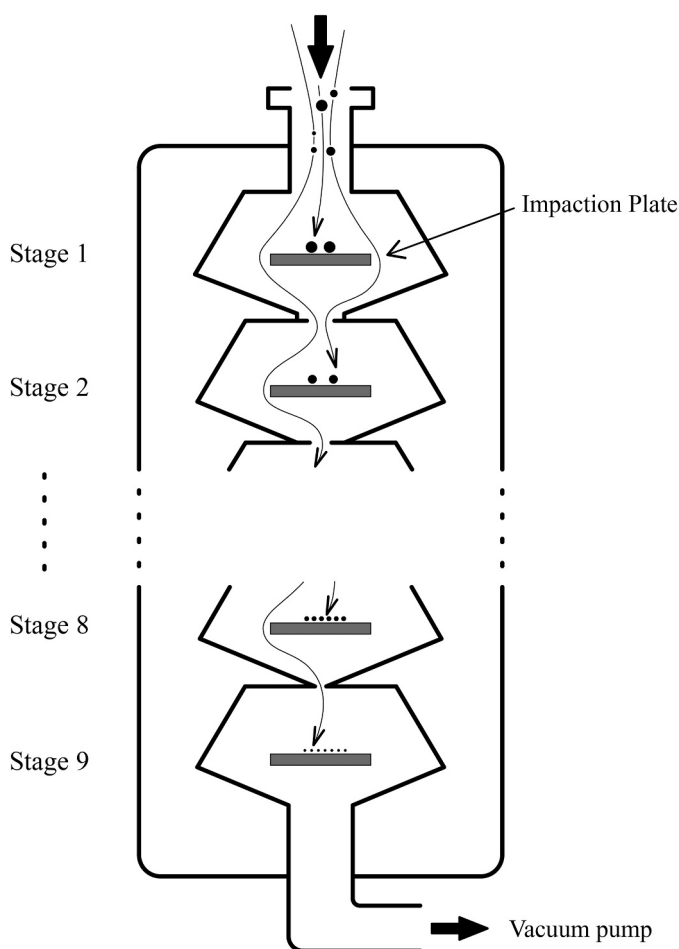 Impaction Plate
Stage 1
Stage 2
Stage 8
Stage 9
Vacuum pump